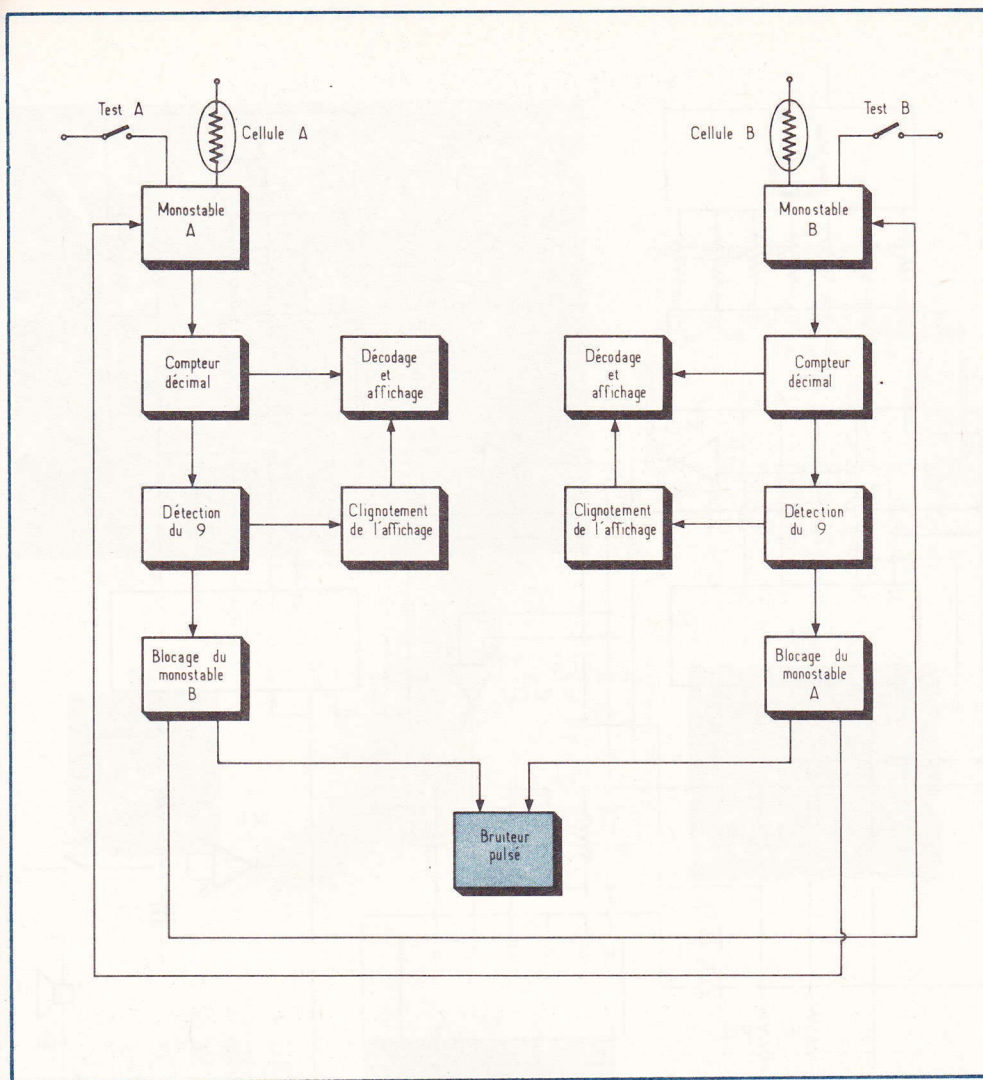 Test A
Cellule A
Cellule B
Test B
Monostable
A
Monostable
B
Compteur
décimal
Décodage
et
affichage
Décodage
et
affichage
Compteur
décimal
Détection
du 9
Clignotement
de l'affichage
Clignotement
de l'affichage
Détection
du 9
Blocage du
monostable
B
Blocage du
monostable
A
Bruiteur
pulsé